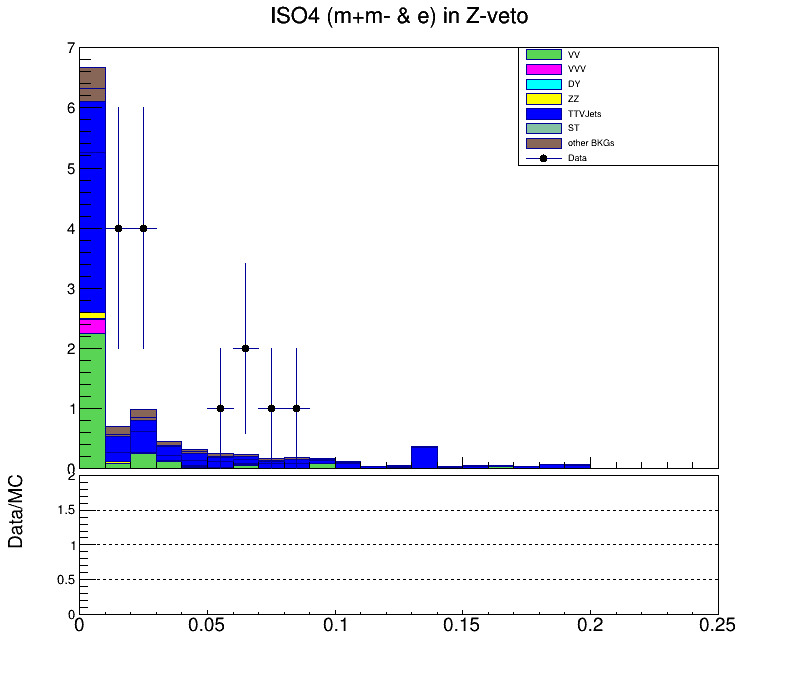 ISO4 (m+m- & e) in Z-veto
7
6
5
4
3
2
1
0
VV
VVV
DY
ZZ
TTVJets
ST
other BKGs
Data
Data/MC
2
1.5
1
0.5
0
0 0.05 0.1 0.15 0.2 0.25